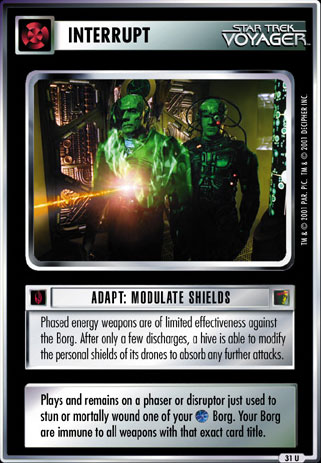 INTERRUPT
STAR TREK
VOYAGER™
TM & © 2001 PAR. PIC. TM & © 2001 DECIPHER INC.
ADAPT: MODULATE SHIELDS
Phased energy weapons are of limited effectiveness against
the Borg. After only a few discharges, a hive is able to modify
the personal shields of its drones to absorb any further attacks.
Plays and remains on a phaser or disruptor just used to
stun or mortally wound one of your Borg. Your Borg
are immune to all weapons with that exact card title.
31 U